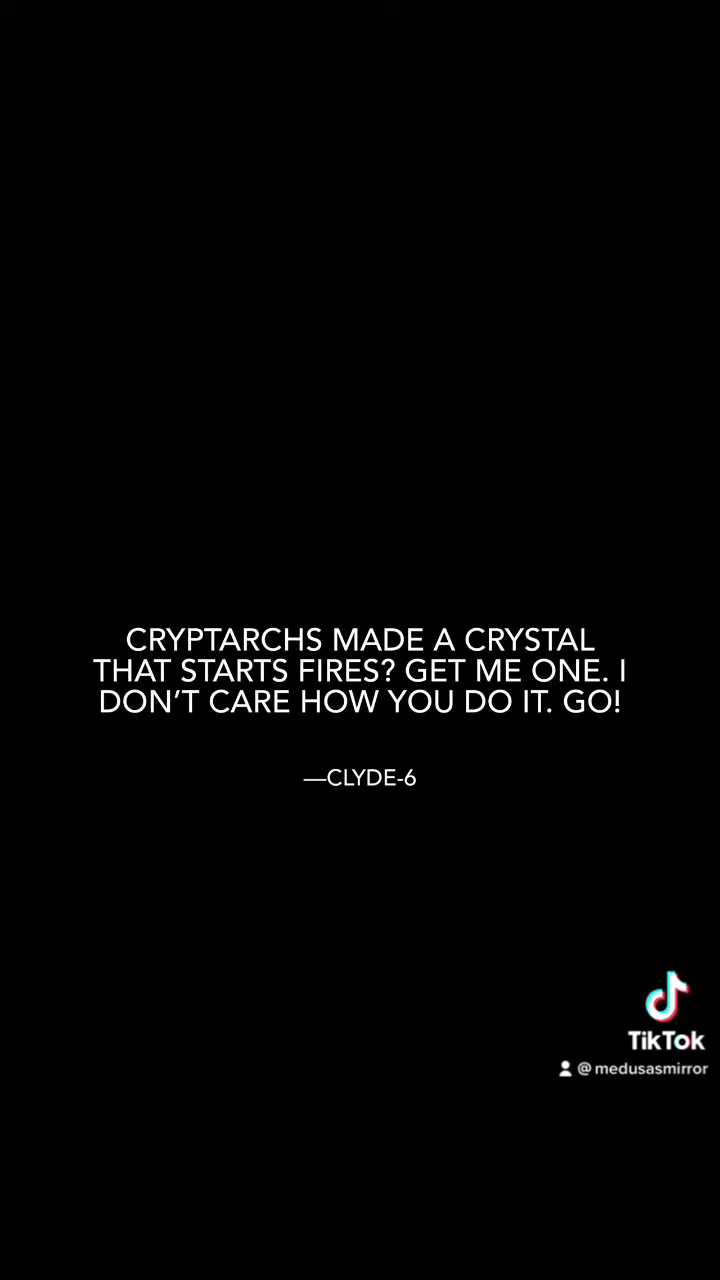 CRYPTARCHS MADE A CRYSTAL
THAT STARTS FIRES? GET ME ONE. I
DON'T CARE HOW YOU DO IT. GO!
—CLYDE-6
TikTok
@medusasmirror